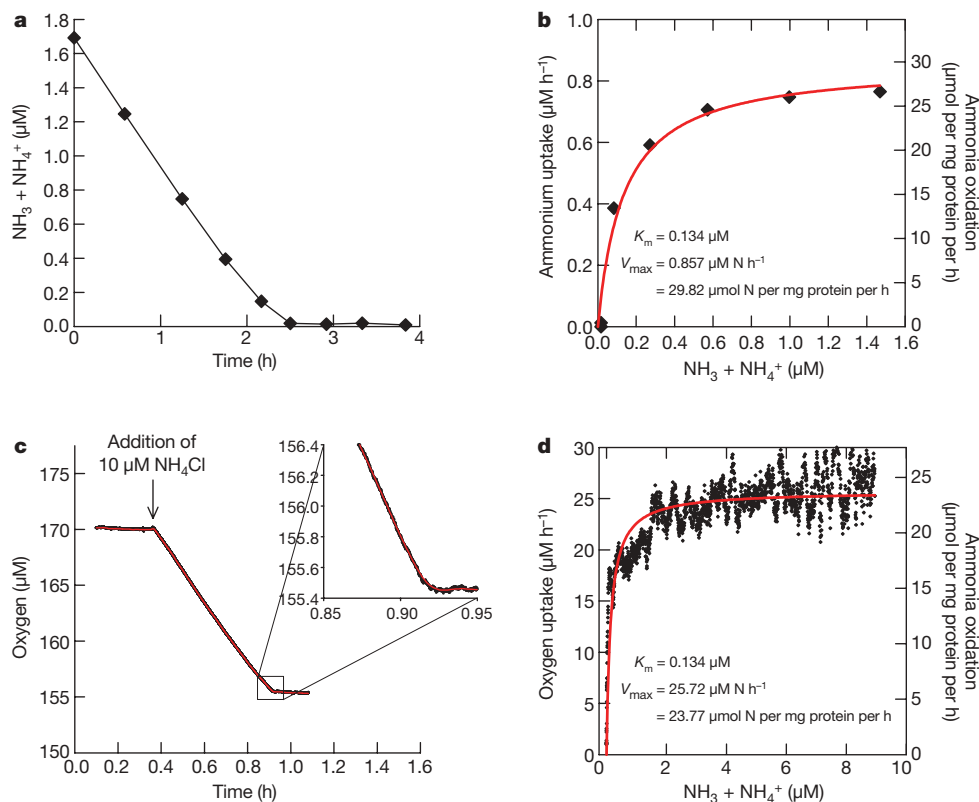 a
1.8
1.6
1.4
1.2
1.0
0.8
0.6
0.4
0.2
0.0
NH₃ + NH₄⁺ (µM)
0 1 2 3 4
Time (h)
b
1.0
0.8
0.6
0.4
0.2
0.0
Ammonium uptake (µM h⁻¹)
30
25
20
15
10
5
0
Ammonia oxidation
(µmol per mg protein per h)
Kₘ = 0.134 µM
Vₘₐₓ = 0.857 µM N h⁻¹
= 29.82 µmol N per mg protein per h
0.0 0.2 0.4 0.6 0.8 1.0 1.2 1.4 1.6
NH₃ + NH₄⁺ (µM)
c
Addition of
10 µM NH₄Cl
175
170
165
160
155
150
Oxygen (µM)
156.4
156.2
156.0
155.8
155.6
155.4
0.85 0.90 0.95
0.0 0.2 0.4 0.6 0.8 1.0 1.2 1.4 1.6
Time (h)
d
30
25
20
15
10
5
0
Oxygen uptake (µM h⁻¹)
25
20
15
10
5
0
Ammonia oxidation
(µmol per mg protein per h)
Kₘ = 0.134 µM
Vₘₐₓ = 25.72 µM N h⁻¹
= 23.77 µmol N per mg protein per h
0 2 4 6 8 10
NH₃ + NH₄⁺ (µM)